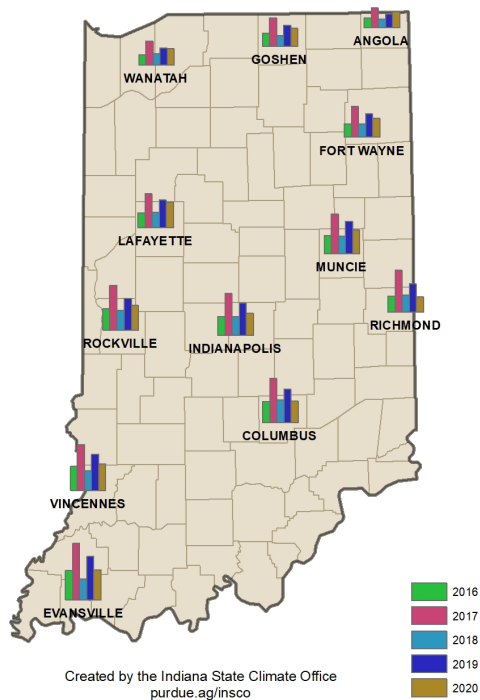 ANGOLA
GOSHEN
WANATAH
FORT WAYNE
LAFAYETTE
MUNCIE
RICHMOND
ROCKVILLE
INDIANAPOLIS
COLUMBUS
VINCENNES
EVANSVILLE
2016
2017
2018
2019
2020
Created by the Indiana State Climate Office
purdue.ag/insco